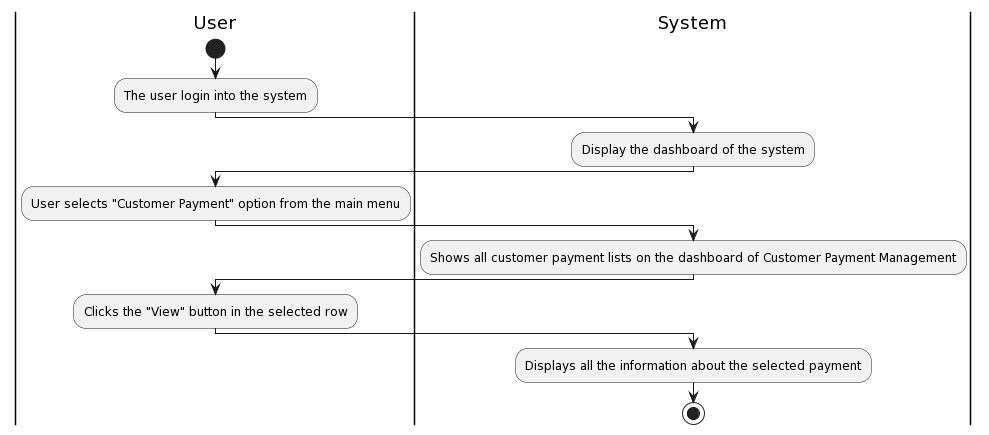 User
System
The user login into the system
Display the dashboard of the system
User selects "Customer Payment" option from the main menu
Shows all customer payment lists on the dashboard of Customer Payment Management
Clicks the "View" button in the selected row
Displays all the information about the selected payment